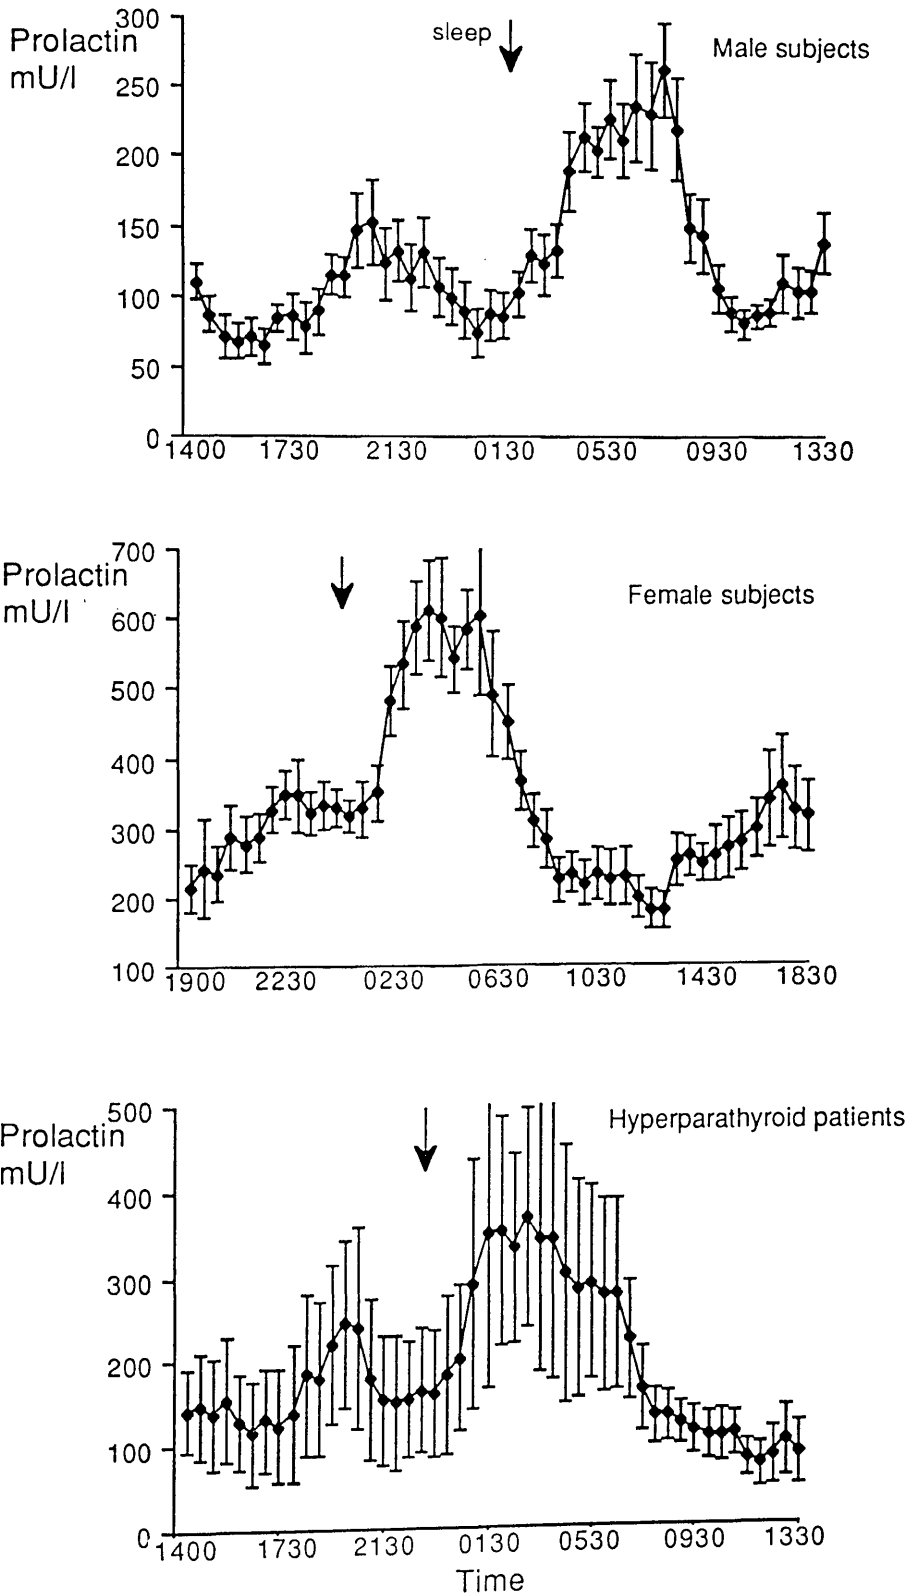 300
Prolactin
mU/l
sleep
Male subjects
250
200
150
100
50
0
1400 1730 2130 0130 0530 0930 1330
700
Prolactin
mU/l
Female subjects
600
500
400
300
200
100
1900 2230 0230 0630 1030 1430 1830
500
Prolactin
mU/l
Hyperparathyroid patients
400
300
200
100
0
1400 1730 2130 0130 0530 0930 1330
Time